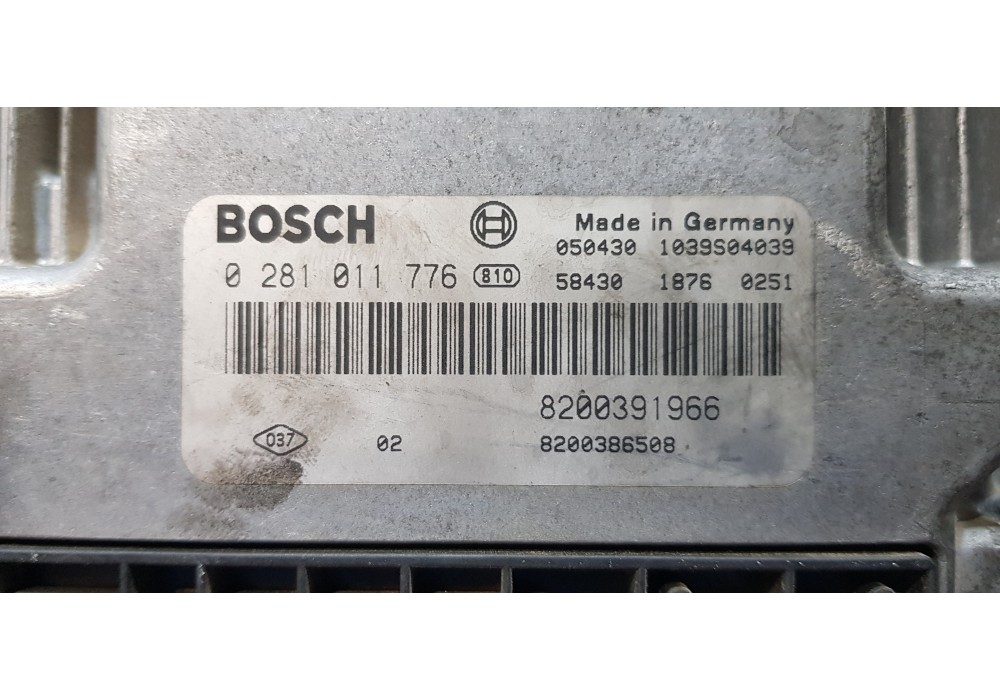 BOSCH
Made in Germany
050430 1039S04039
0 281 011 776 810
58430 1876 0251
8200391966
037 02 8200386508